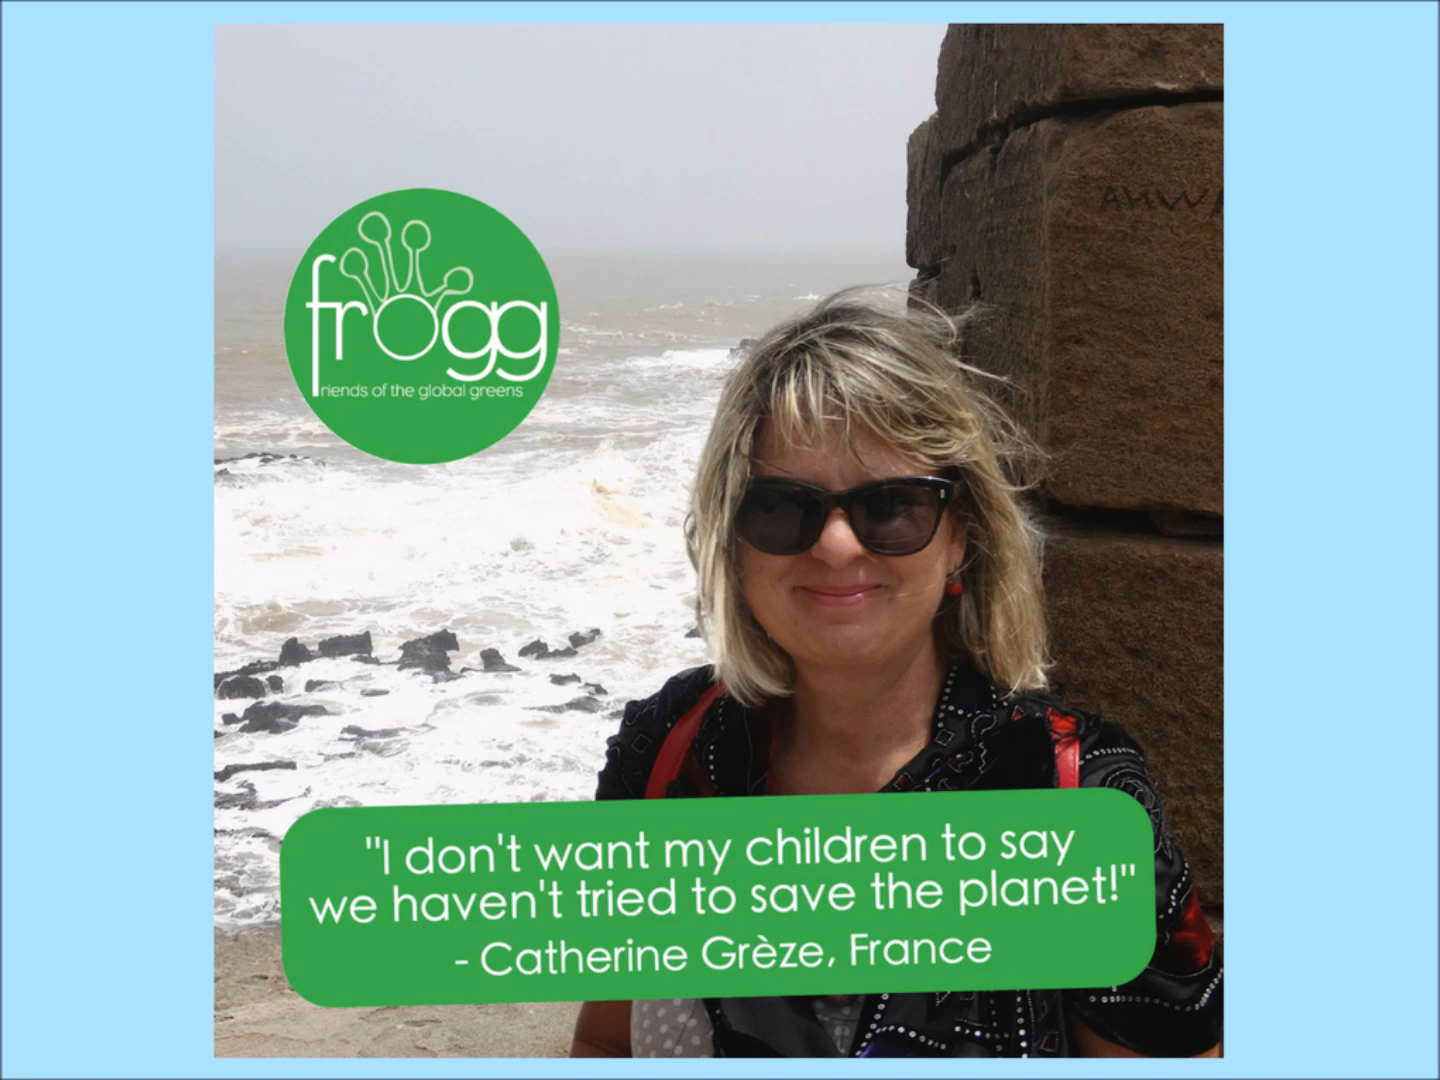 frogg
friends of the global greens
"I don't want my children to say
we haven't tried to save the planet!"
- Catherine Grèze, France